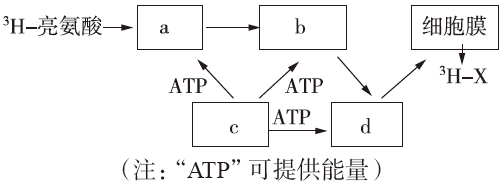 ³H-亮氨酸 a b 细胞膜
ATP ATP ³H-X
c ATP d
(注:“ATP”可提供能量)